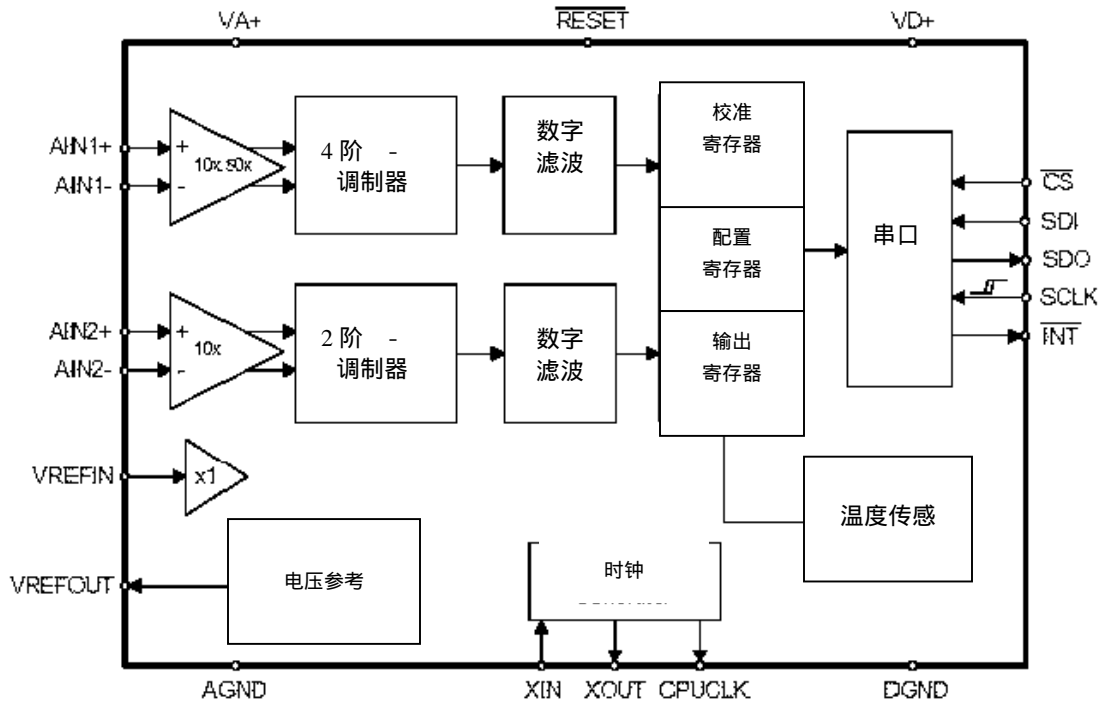 VA+
RESET
VD+
AIN1+
AIN1-
+
-
10x,50x
4 阶 -
调制器
数字
滤波
校准
寄存器
配置
寄存器
输出
寄存器
串口
CS
SDI
SDO
SCLK
INT
AIN2+
AIN2-
+
-
10x
2 阶 -
调制器
数字
滤波
VREFIN
x1
温度传感
VREFOUT
电压参考
时钟
AGND
XIN
XOUT
CPUCLK
DGND